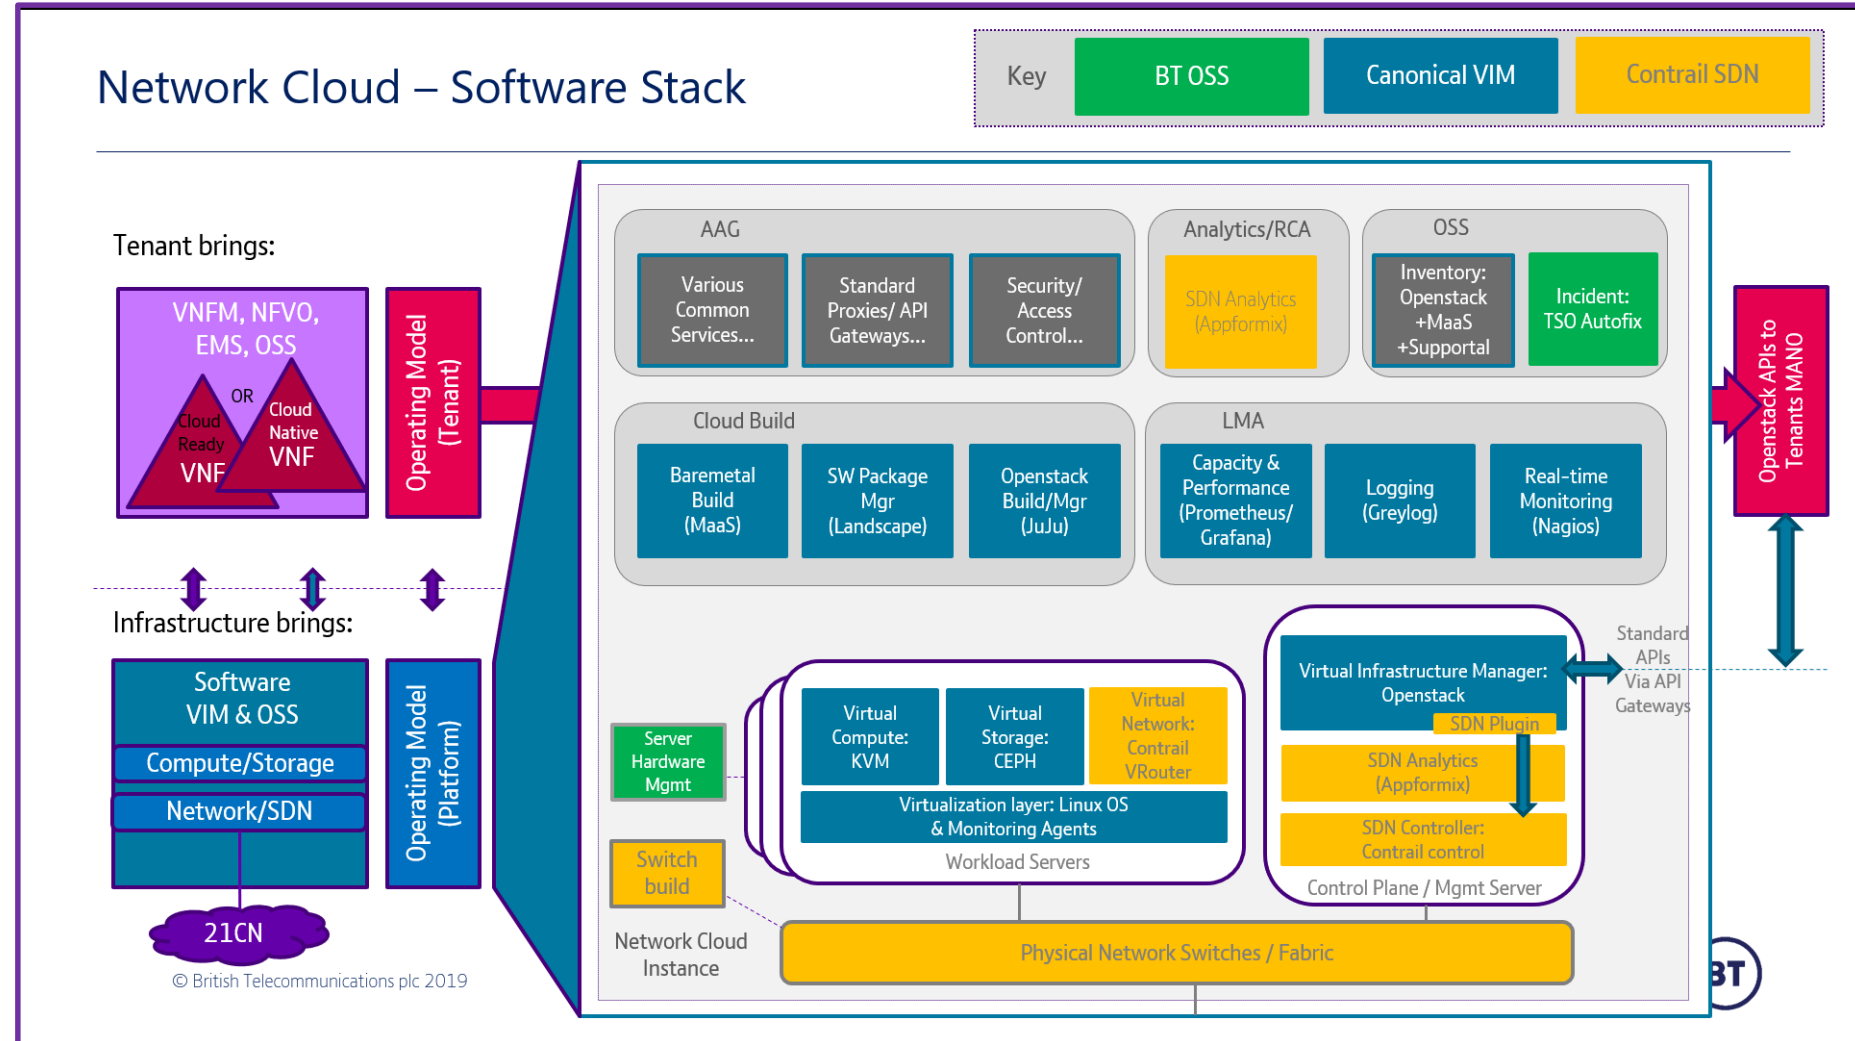 Network Cloud – Software Stack
Key
BT OSS
Canonical VIM
Contrail SDN
Tenant brings:
VNFM, NFVO,
EMS, OSS
OR
Cloud
Ready
VNF
Cloud
Native
VNF
Operating Model
(Tenant)
Infrastructure brings:
Software
VIM & OSS
Compute/Storage
Network/SDN
Operating Model
(Platform)
21CN
© British Telecommunications plc 2019
AAG
Various
Common
Services...
Standard
Proxies/ API
Gateways...
Security/
Access
Control...
Analytics/RCA
SDN Analytics
(Appformix)
OSS
Inventory:
Openstack
+MaaS
+Supportal
Incident:
TSO Autofix
Cloud Build
Baremetal
Build
(MaaS)
SW Package
Mgr
(Landscape)
Openstack
Build/Mgr
(JuJu)
LMA
Capacity &
Performance
(Prometheus/
Grafana)
Logging
(Greylog)
Real-time
Monitoring
(Nagios)
Openstack APIs to
Tenants MANO
Server
Hardware
Mgmt
Switch
build
Network Cloud
Instance
Virtual
Compute:
KVM
Virtual
Storage:
CEPH
Virtual
Network:
Contrail
VRouter
Virtualization layer: Linux OS
& Monitoring Agents
Workload Servers
Virtual Infrastructure Manager:
Openstack
SDN Plugin
SDN Analytics
(Appformix)
SDN Controller:
Contrail control
Control Plane / Mgmt Server
Standard
APIs
Via API
Gateways
Physical Network Switches / Fabric
BT